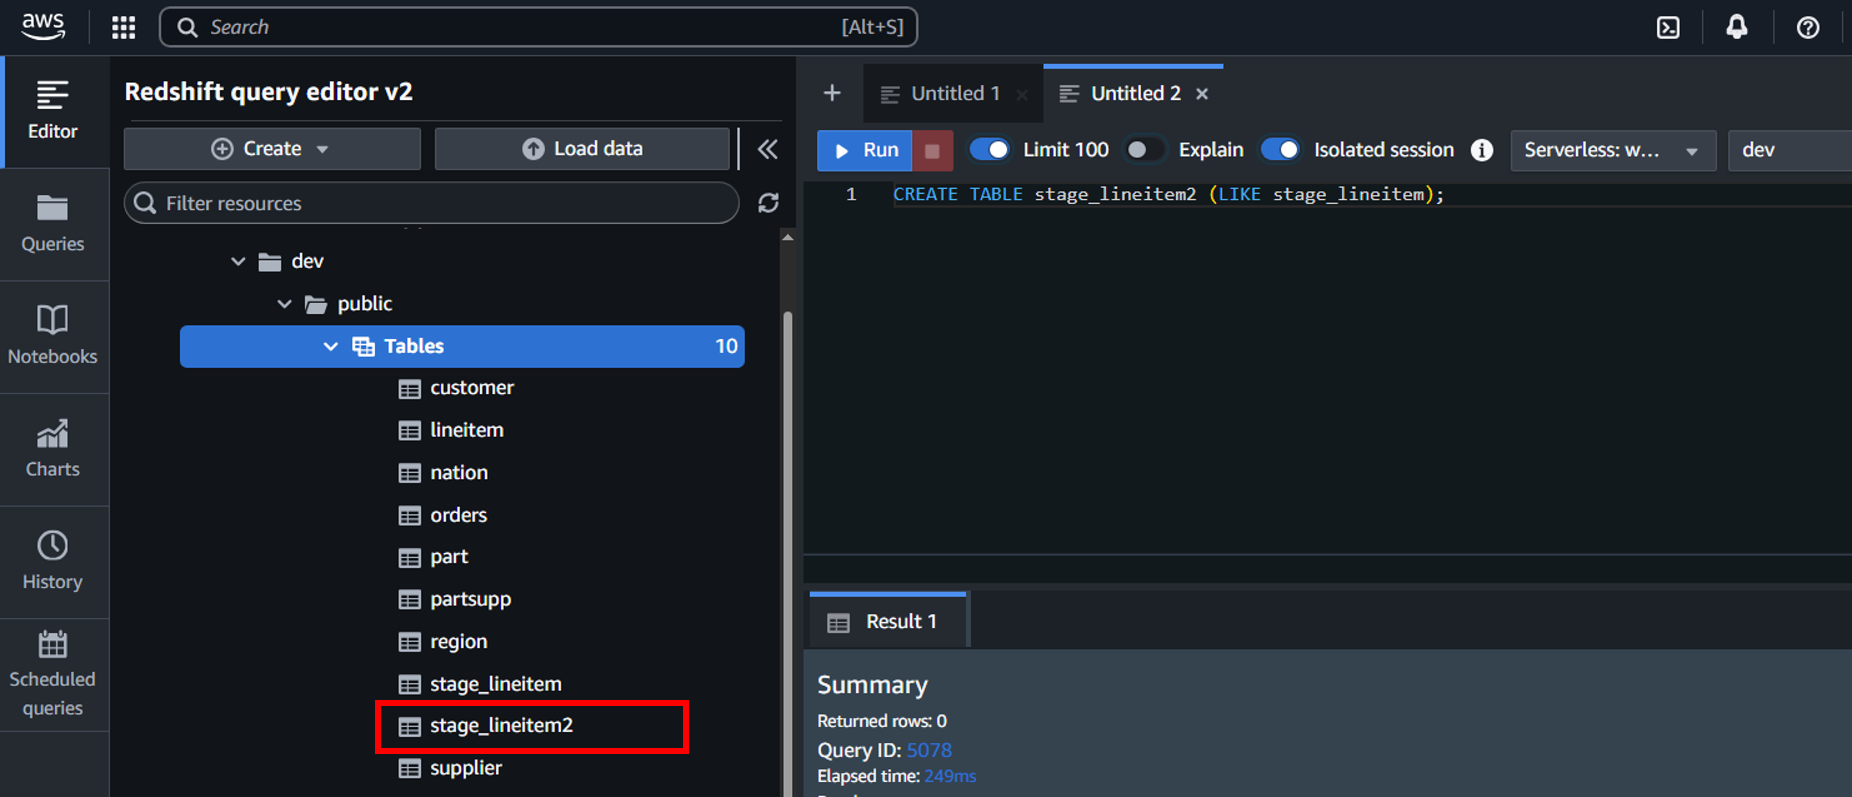 aws
Search [Alt+S]
Editor
Queries
Notebooks
Charts
History
Scheduled
queries
Redshift query editor v2
Create
Load data
Filter resources
dev
public
Tables 10
customer
lineitem
nation
orders
part
partsupp
region
stage_lineitem
stage_lineitem2
supplier
Untitled 1
Untitled 2
Run Limit 100 Explain Isolated session Serverless: w... dev
1 CREATE TABLE stage_lineitem2 (LIKE stage_lineitem);
Result 1
Summary
Returned rows: 0
Query ID: 5078
Elapsed time: 249ms